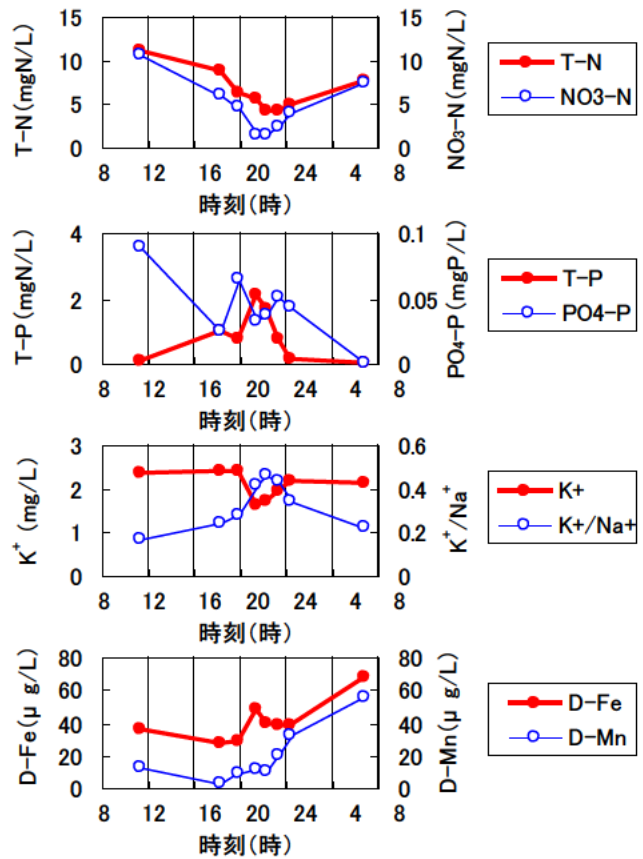 T-N(mgN/L)
15
10
5
0
15
10
5
0
NO₃-N(mgN/L)
8 12 16 20 24 4 8
時刻(時)
T-N
NO3-N
T-P(mgN/L)
4
2
0
0.1
0.05
0
PO₄-P(mgP/L)
8 12 16 20 24 4 8
時刻(時)
T-P
PO4-P
K⁺ (mg/L)
3
2
1
0
0.6
0.4
0.2
0
K⁺/Na⁺
8 12 16 20 24 4 8
時刻(時)
K+
K+/Na+
D-Fe(μ g/L)
80
60
40
20
0
80
60
40
20
0
D-Mn(μ g/L)
8 12 16 20 24 4 8
時刻(時)
D-Fe
D-Mn